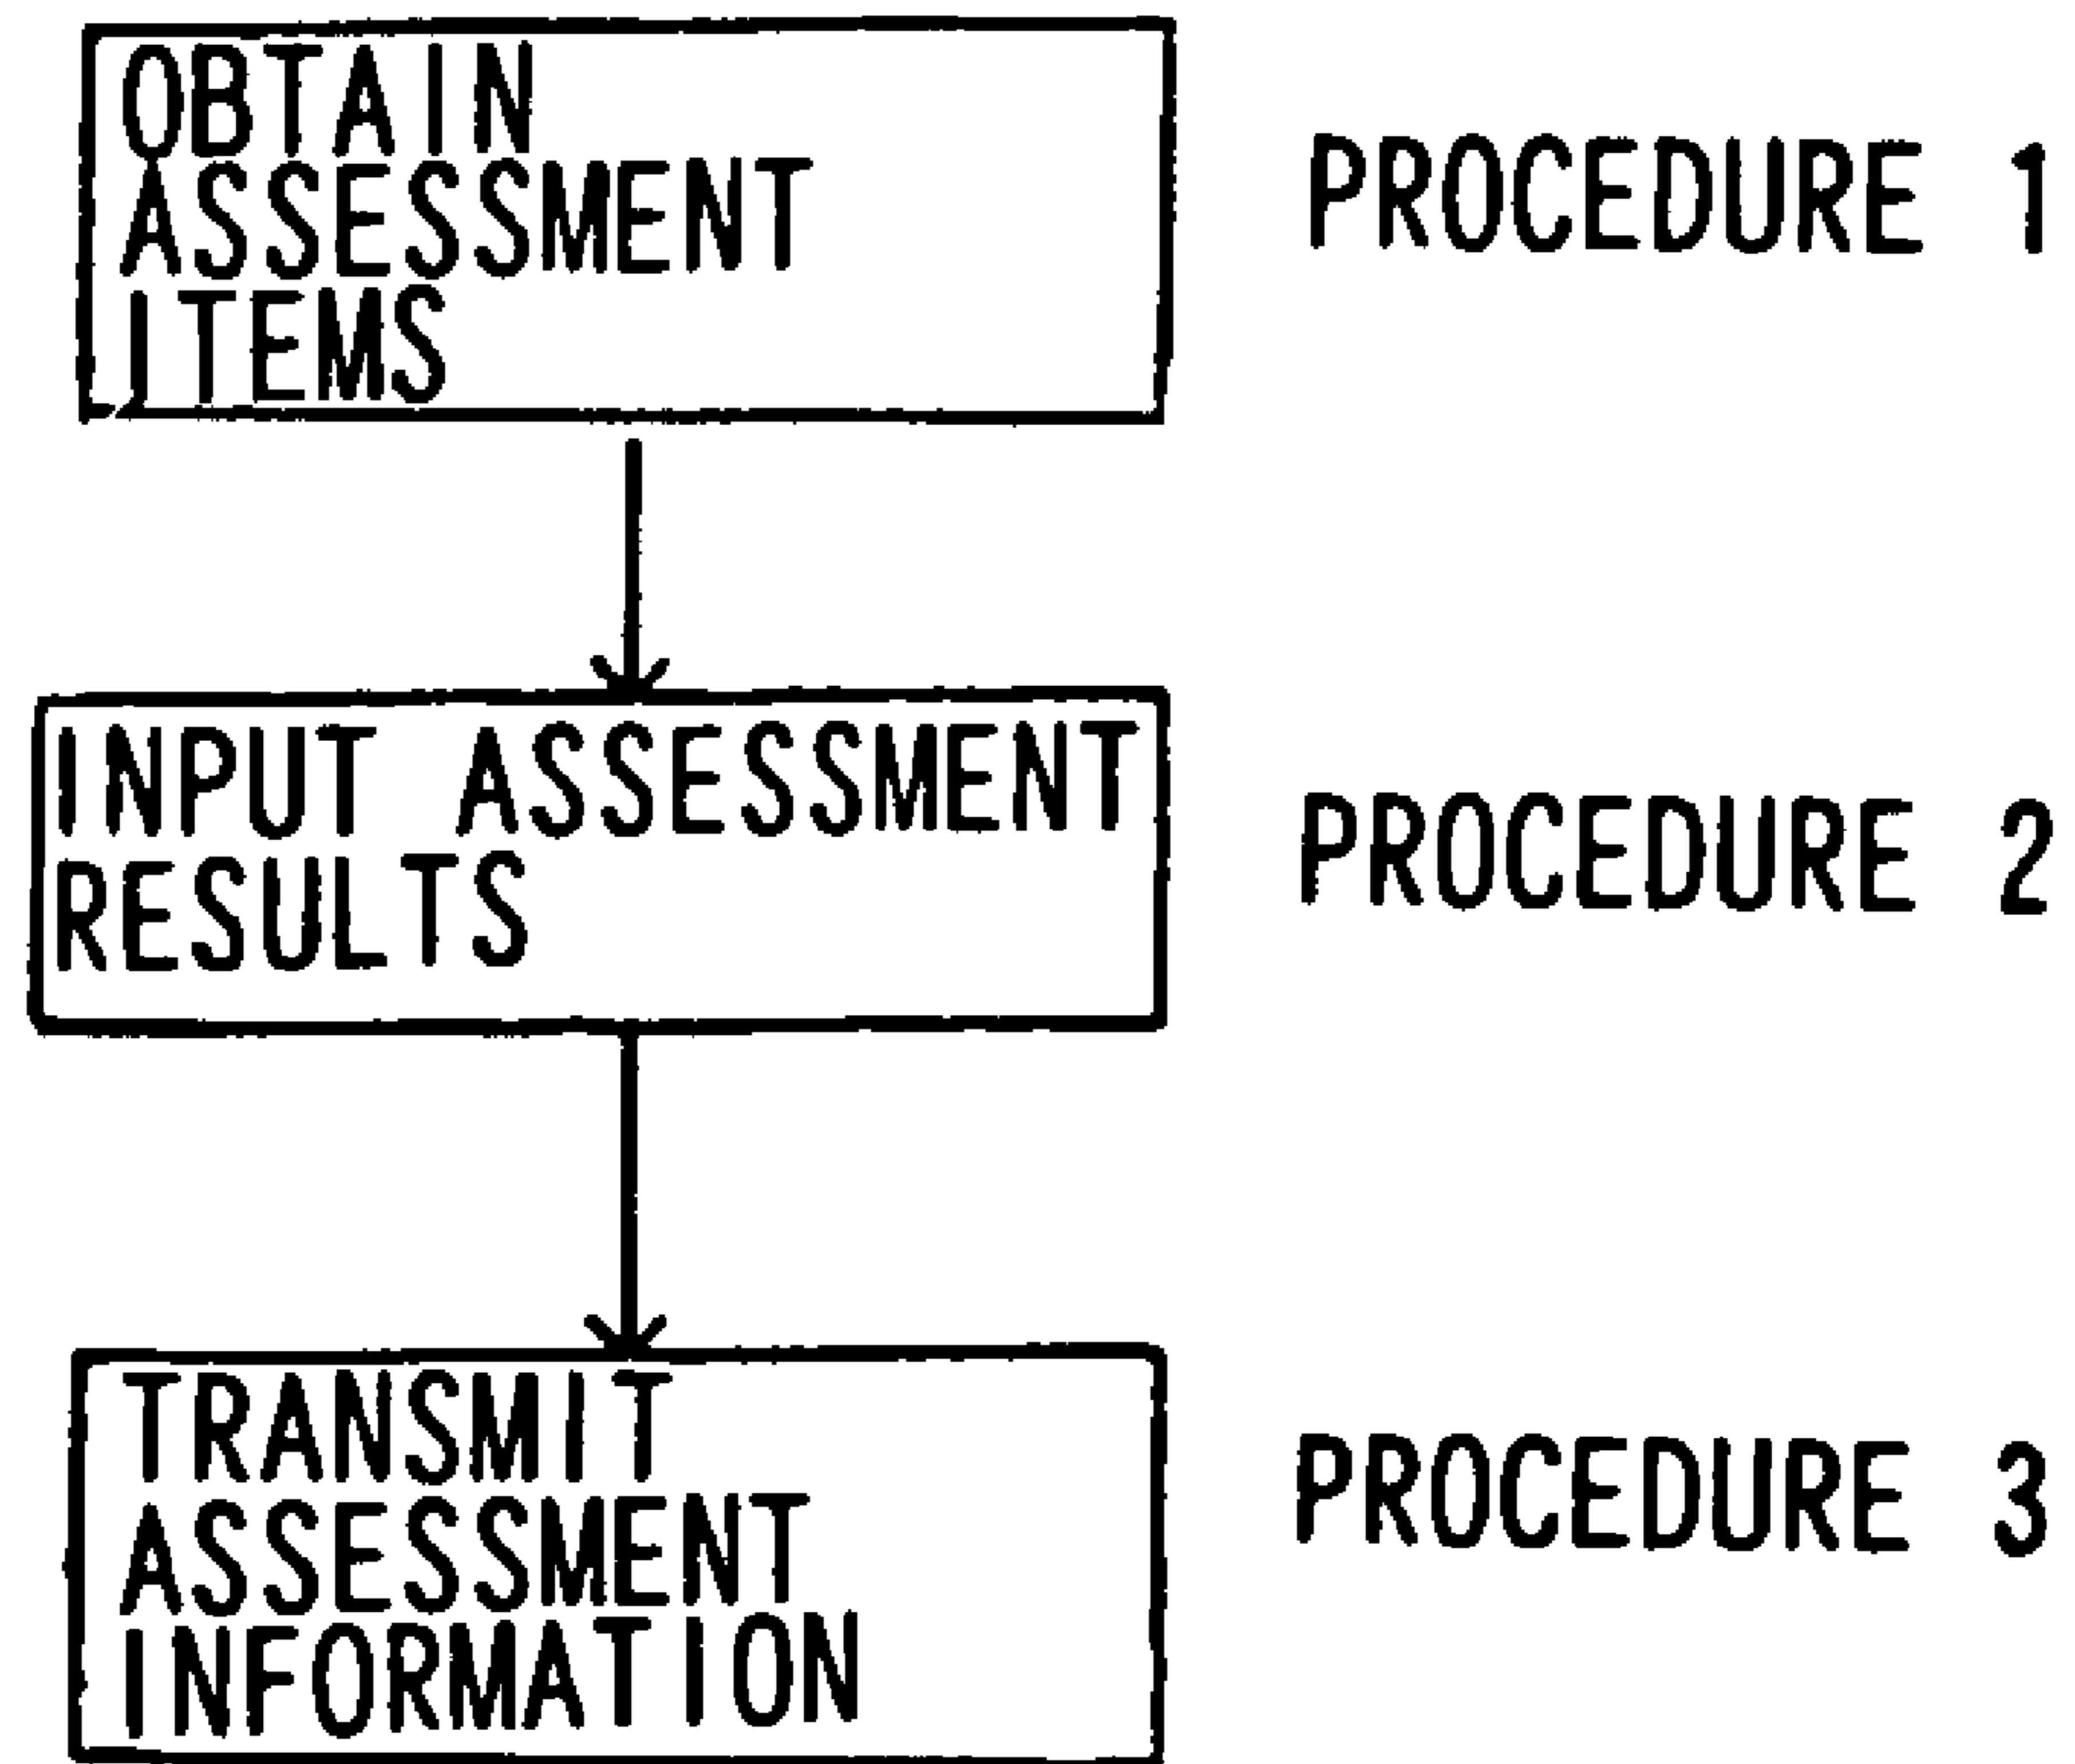 OBTAIN
ASSESSMENT
ITEMS
PROCEDURE 1
INPUT ASSESSMENT
RESULTS
PROCEDURE 2
TRANSMIT
ASSESSMENT
INFORMATION
PROCEDURE 3